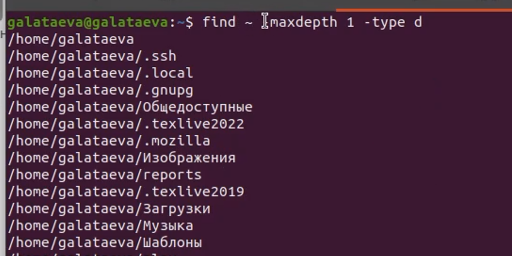 galataeva@galataeva:~$ find ~ -maxdepth 1 -type d
/home/galataeva
/home/galataeva/.ssh
/home/galataeva/.local
/home/galataeva/.gnupg
/home/galataeva/Общедоступные
/home/galataeva/.texlive2022
/home/galataeva/.mozilla
/home/galataeva/Изображения
/home/galataeva/reports
/home/galataeva/.texlive2019
/home/galataeva/Загрузки
/home/galataeva/Музыка
/home/galataeva/Шаблоны